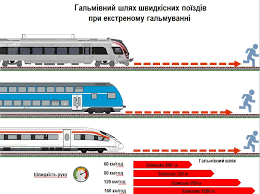 Гальмівний шлях швидкісних поїздів
при екстреному гальмуванні
Гальмівний шлях
Швидкість руху
60 км/год
90 км/год
120 км/год
160 км/год